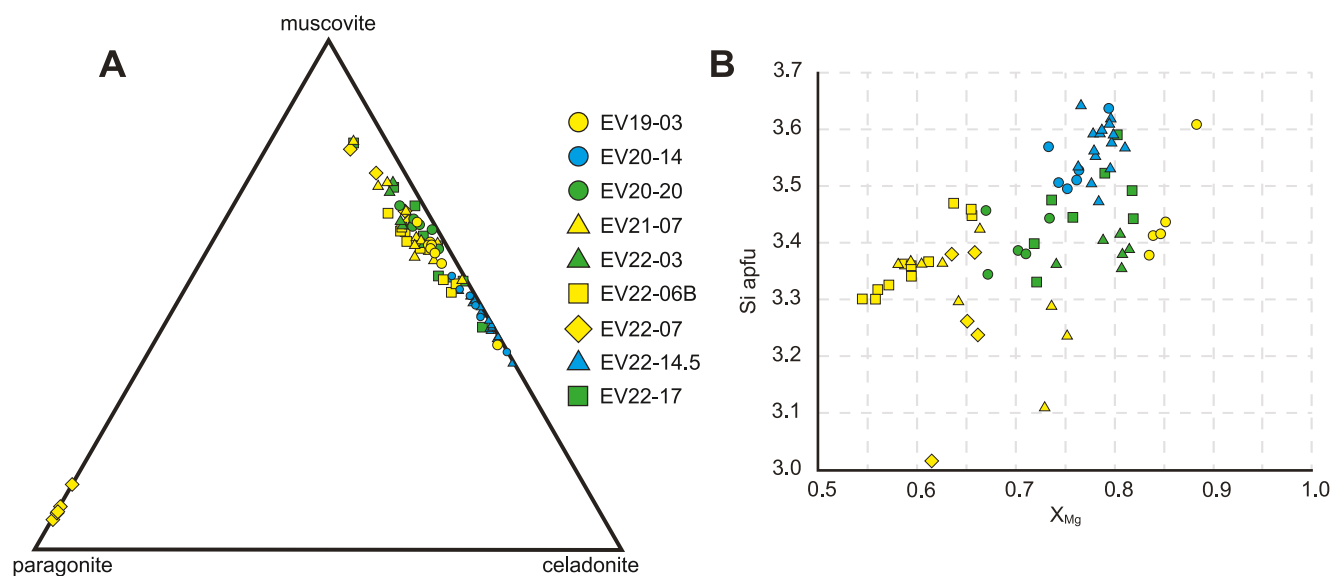 A
muscovite
paragonite
celadonite
EV19-03
EV20-14
EV20-20
EV21-07
EV22-03
EV22-06B
EV22-07
EV22-14.5
EV22-17
B
Si apfu
3.7
3.6
3.5
3.4
3.3
3.2
3.1
3.0
0.5
0.6
0.7
0.8
0.9
1.0
XMg